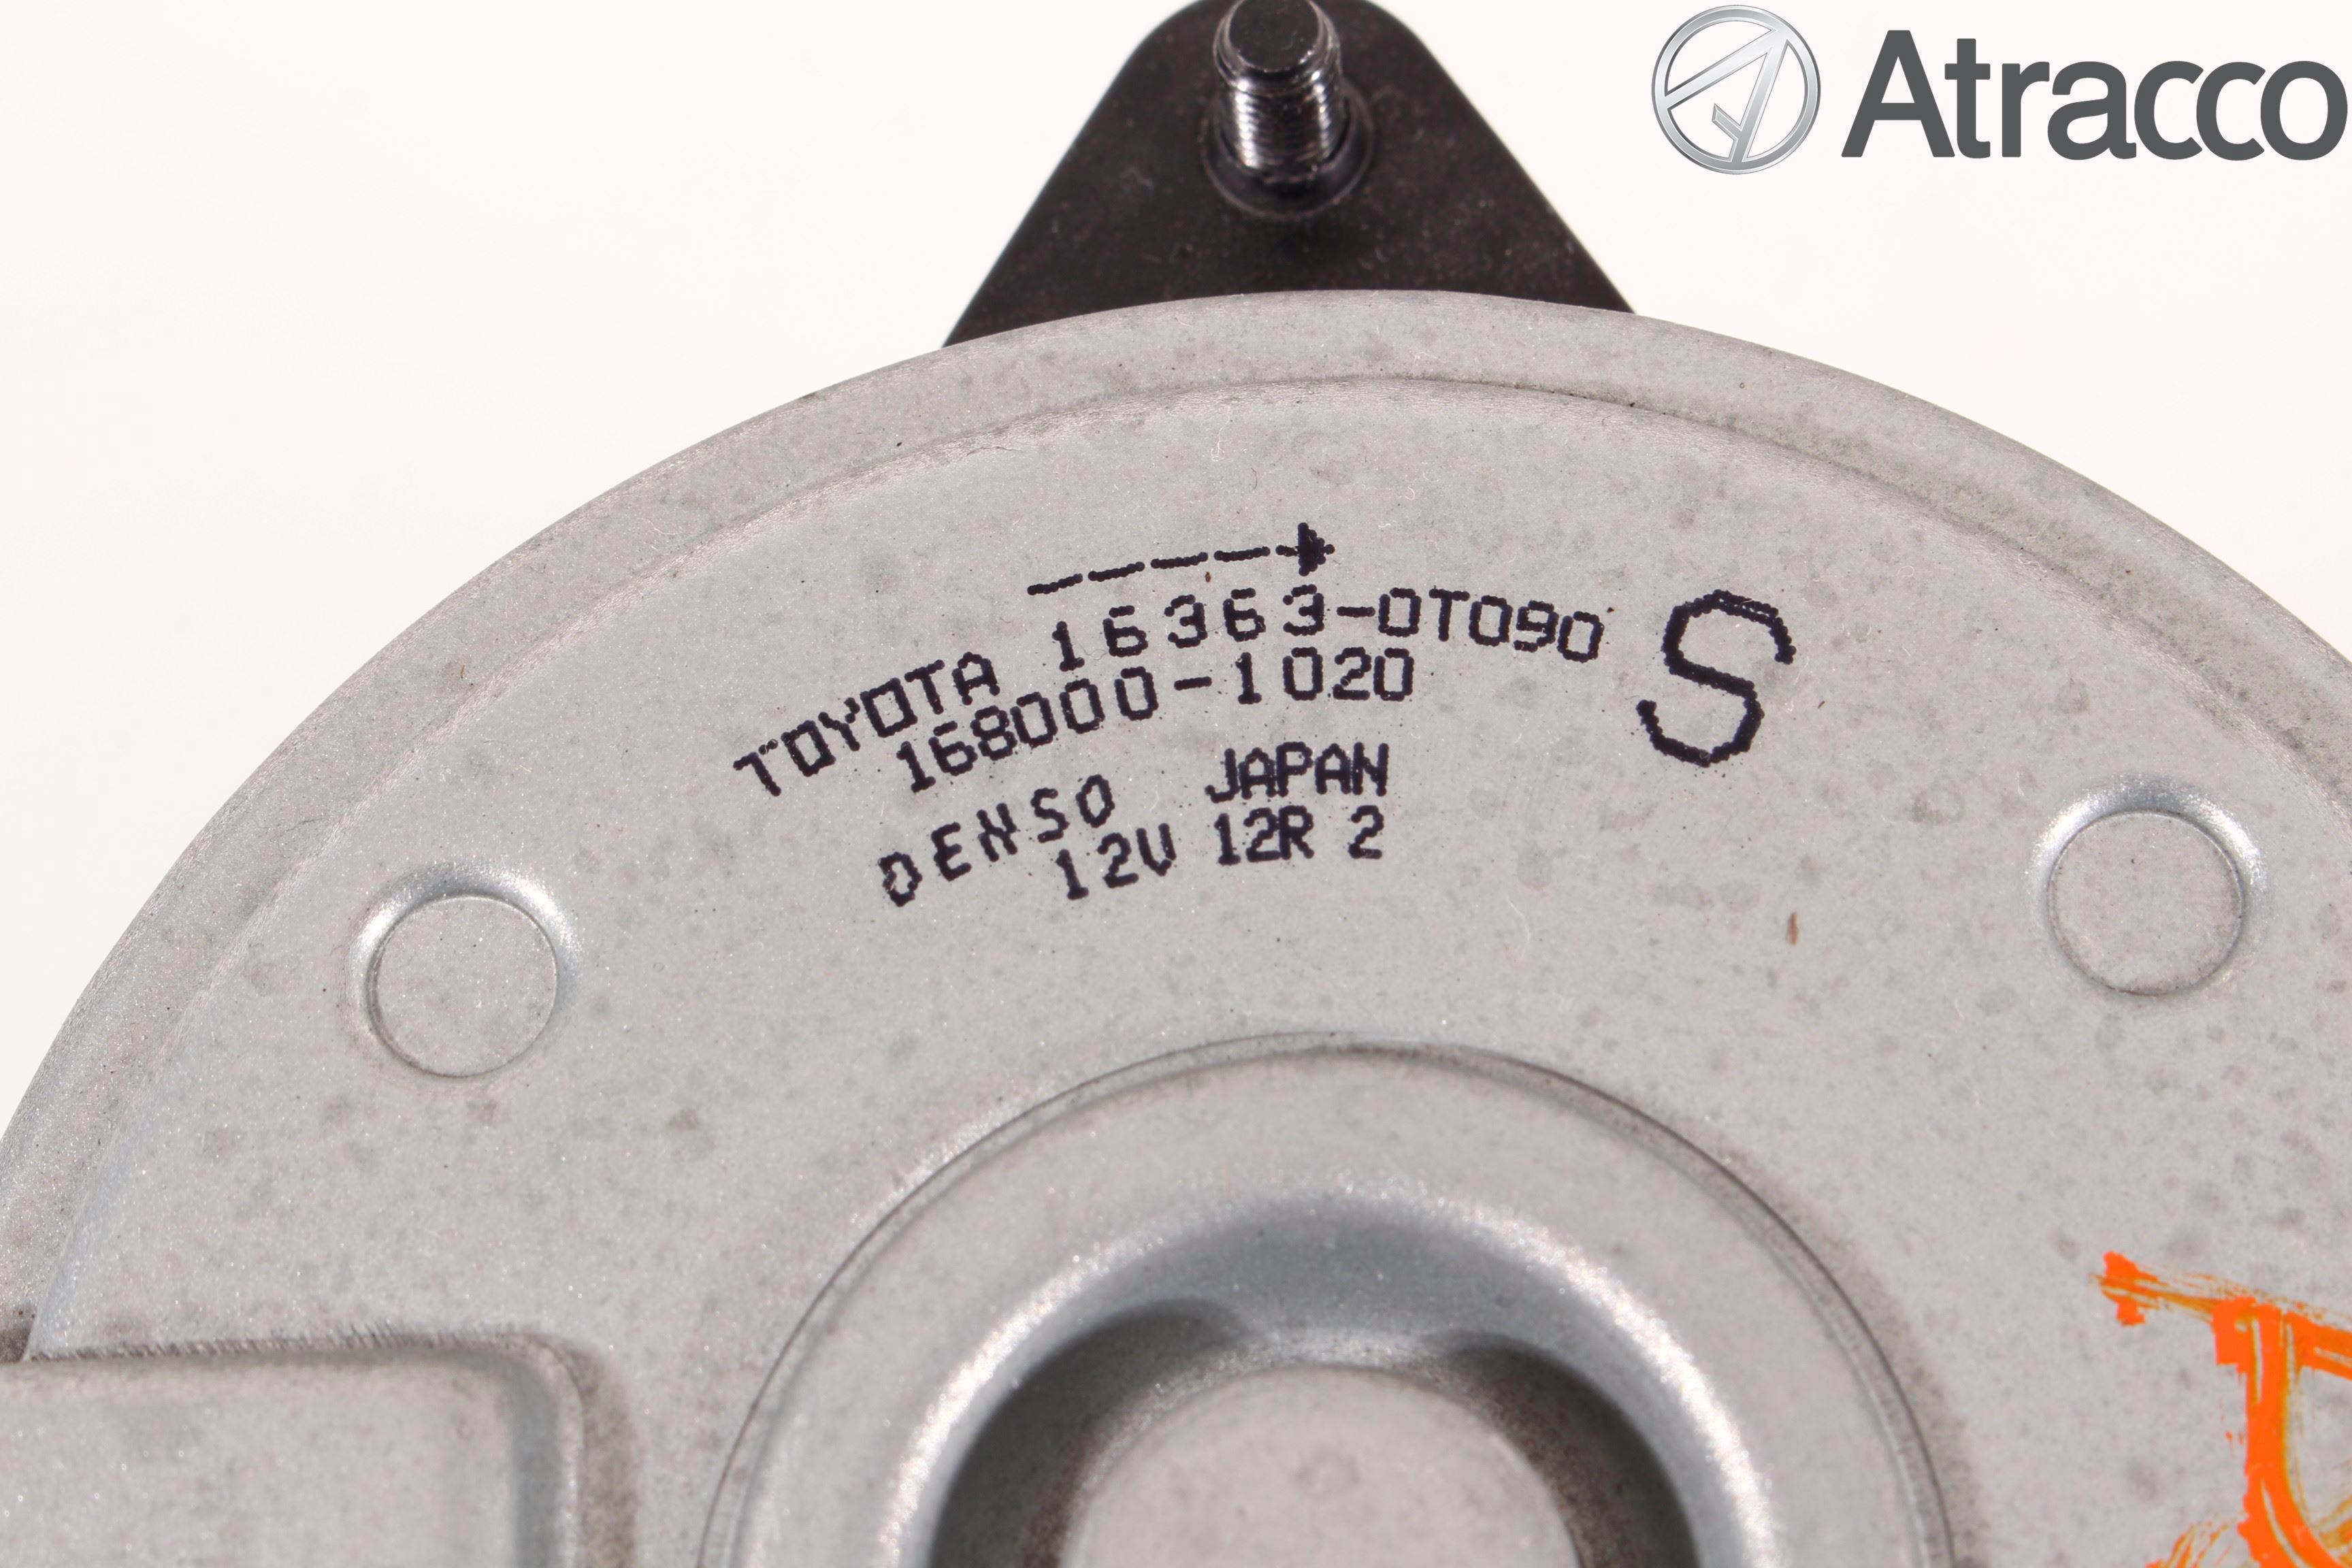 Atracco
TOYOTA 16363-0T090 S
168000-1020
DENSO JAPAN
12V 12R 2